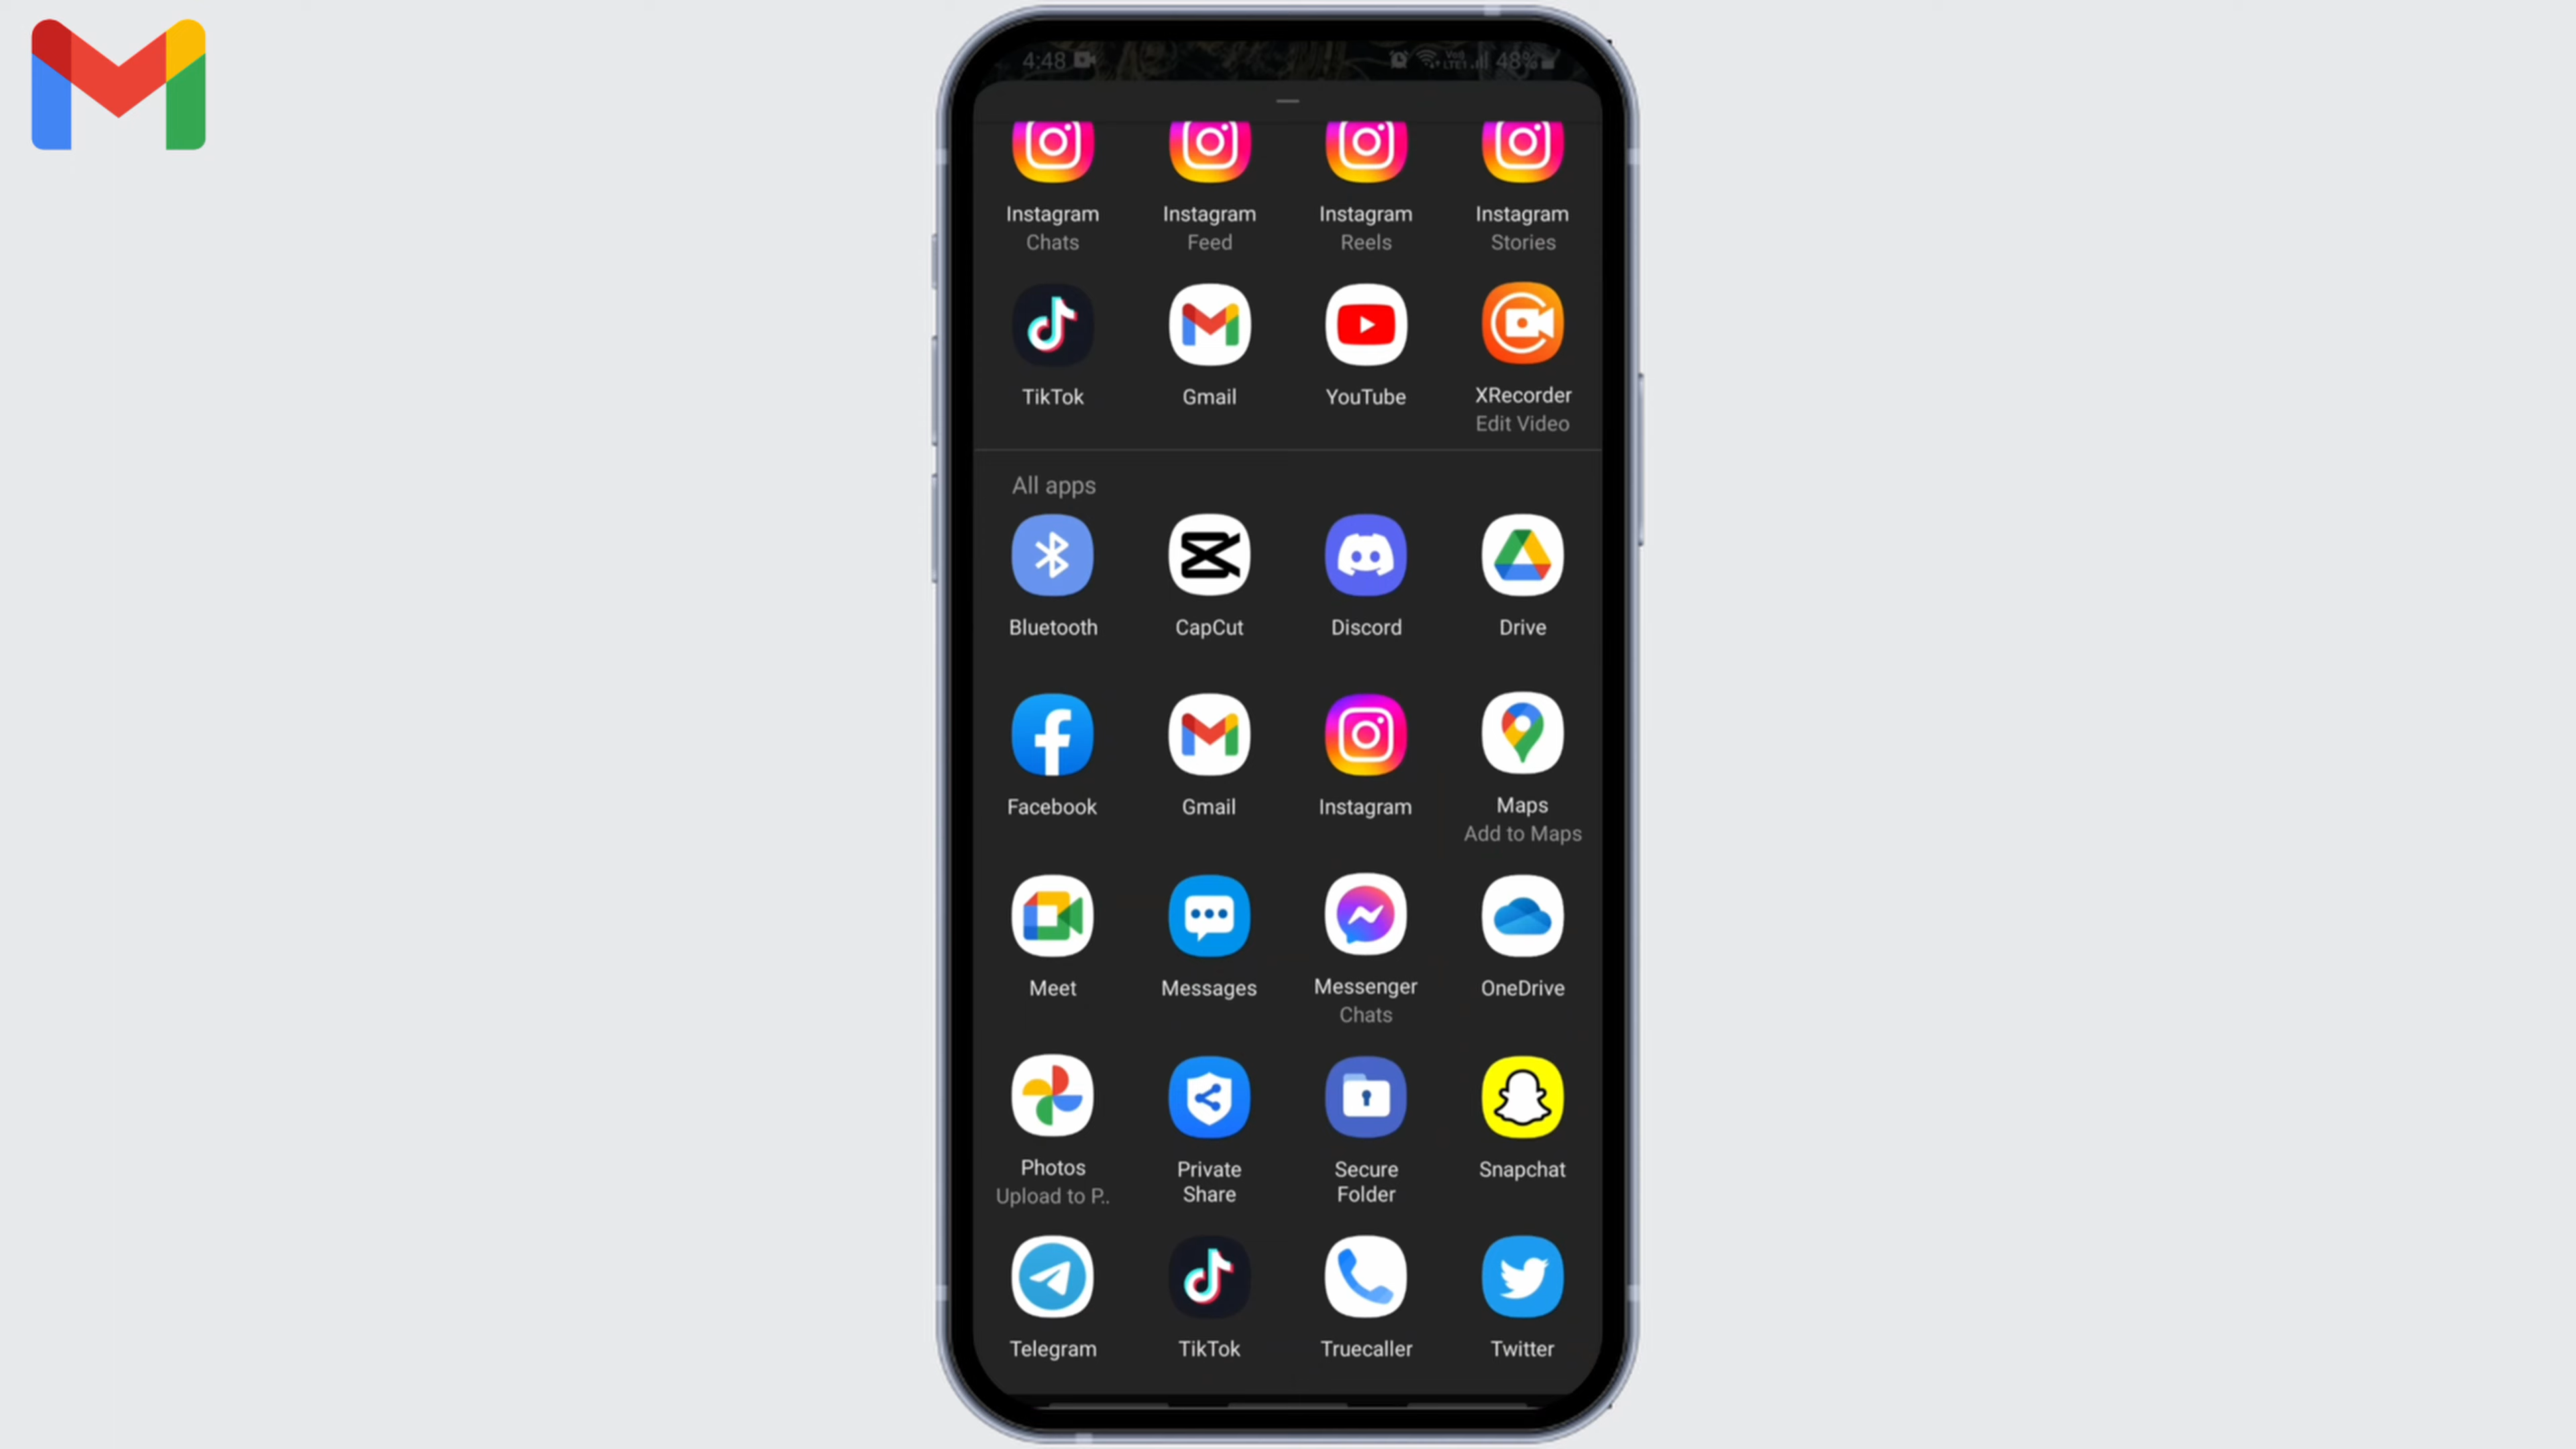 4:48 48%
Instagram Instagram Instagram Instagram
Chats Feed Reels Stories
TikTok Gmail YouTube XRecorder
Edit Video
All apps
Bluetooth CapCut Discord Drive
Facebook Gmail Instagram Maps
Add to Maps
Meet Messages Messenger OneDrive
Chats
Photos Private Secure Snapchat
Upload to P.. Share Folder
Telegram TikTok Truecaller Twitter